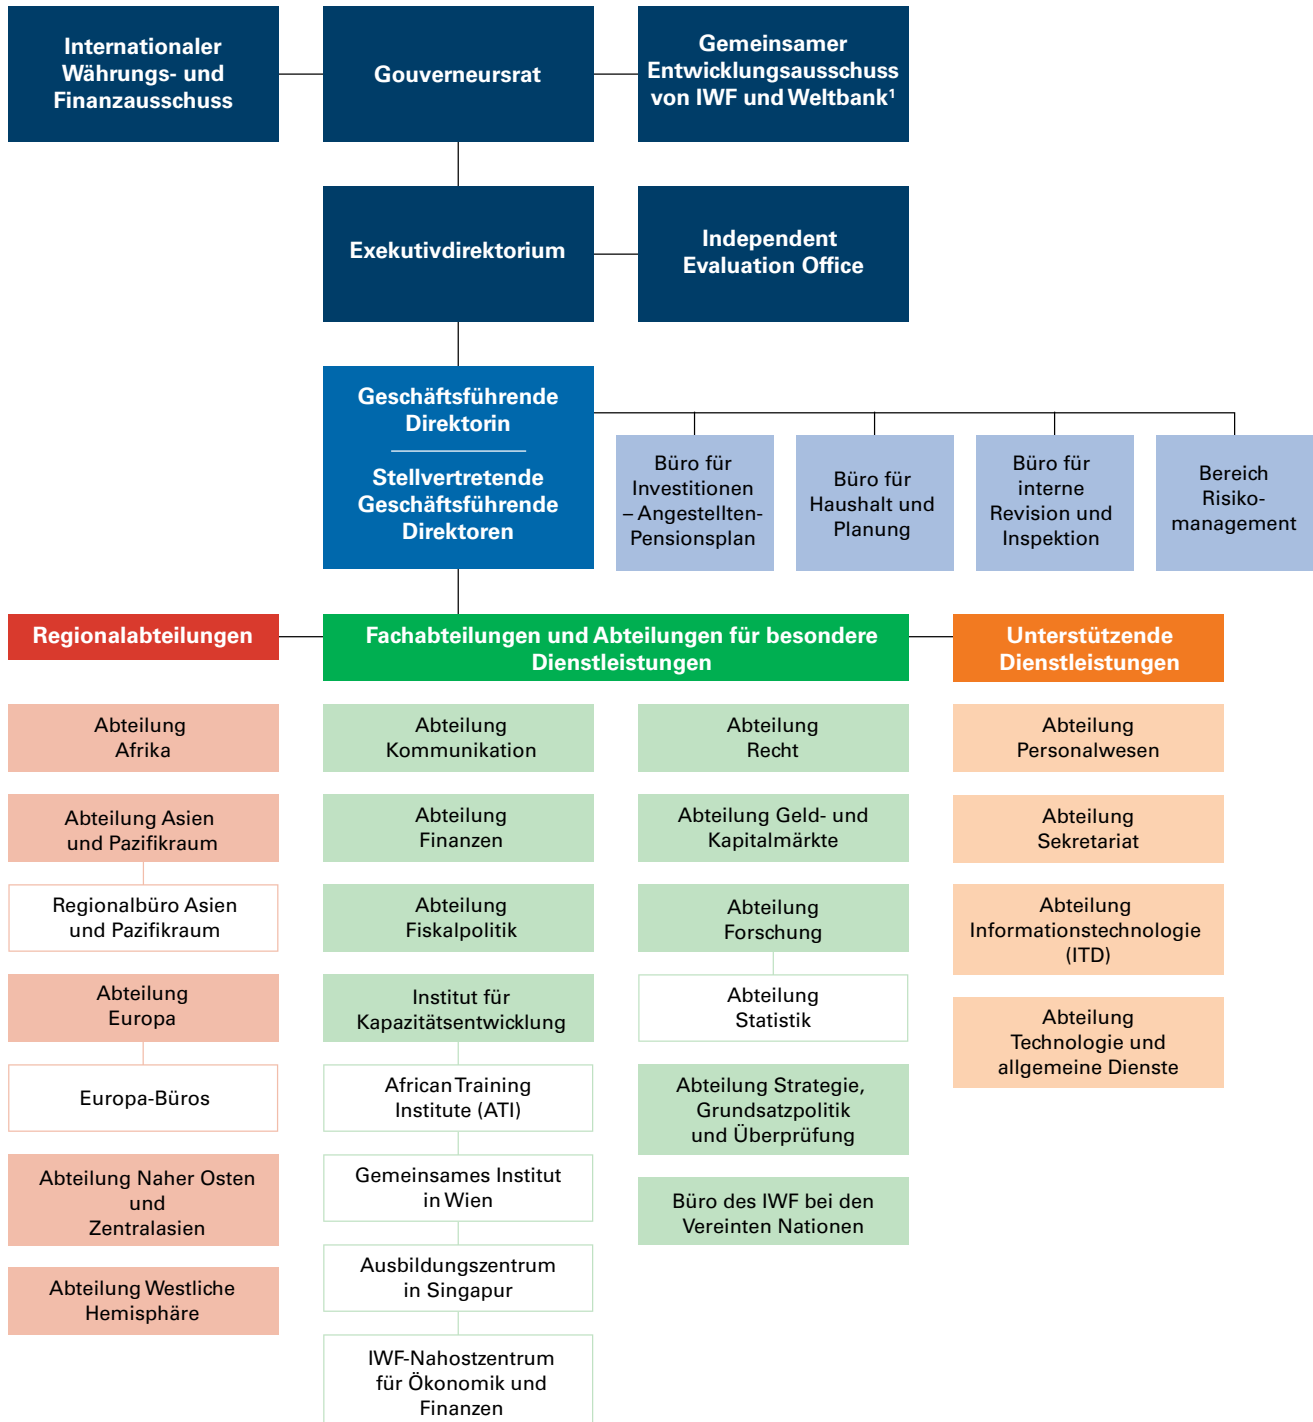 Internationaler
Währungs- und
Finanzausschuss
Gouverneursrat
Gemeinsamer
Entwicklungsausschuss
von IWF und Weltbank¹
Exekutivdirektorium
Independent
Evaluation Office
Geschäftsführende
Direktorin
Stellvertretende
Geschäftsführende
Direktoren
Büro für
Investitionen
– Angestellten-
Pensionsplan
Büro für
Haushalt und
Planung
Büro für
interne
Revision und
Inspektion
Bereich
Risiko-
management
Regionalabteilungen
Fachabteilungen und Abteilungen für besondere
Dienstleistungen
Unterstützende
Dienstleistungen
Abteilung
Afrika
Abteilung Asien
und Pazifikraum
Regionalbüro Asien
und Pazifikraum
Abteilung
Europa
Europa-Büros
Abteilung Naher Osten
und
Zentralasien
Abteilung Westliche
Hemisphäre
Abteilung
Kommunikation
Abteilung
Finanzen
Abteilung
Fiskalpolitik
Institut für
Kapazitätsentwicklung
African Training
Institute (ATI)
Gemeinsames Institut
in Wien
Ausbildungszentrum
in Singapur
IWF-Nahostzentrum
für Ökonomik und
Finanzen
Abteilung
Recht
Abteilung Geld- und
Kapitalmärkte
Abteilung
Forschung
Abteilung
Statistik
Abteilung Strategie,
Grundsatzpolitik
und Überprüfung
Büro des IWF bei den
Vereinten Nationen
Abteilung
Personalwesen
Abteilung
Sekretariat
Abteilung
Informationstechnologie
(ITD)
Abteilung
Technologie und
allgemeine Dienste